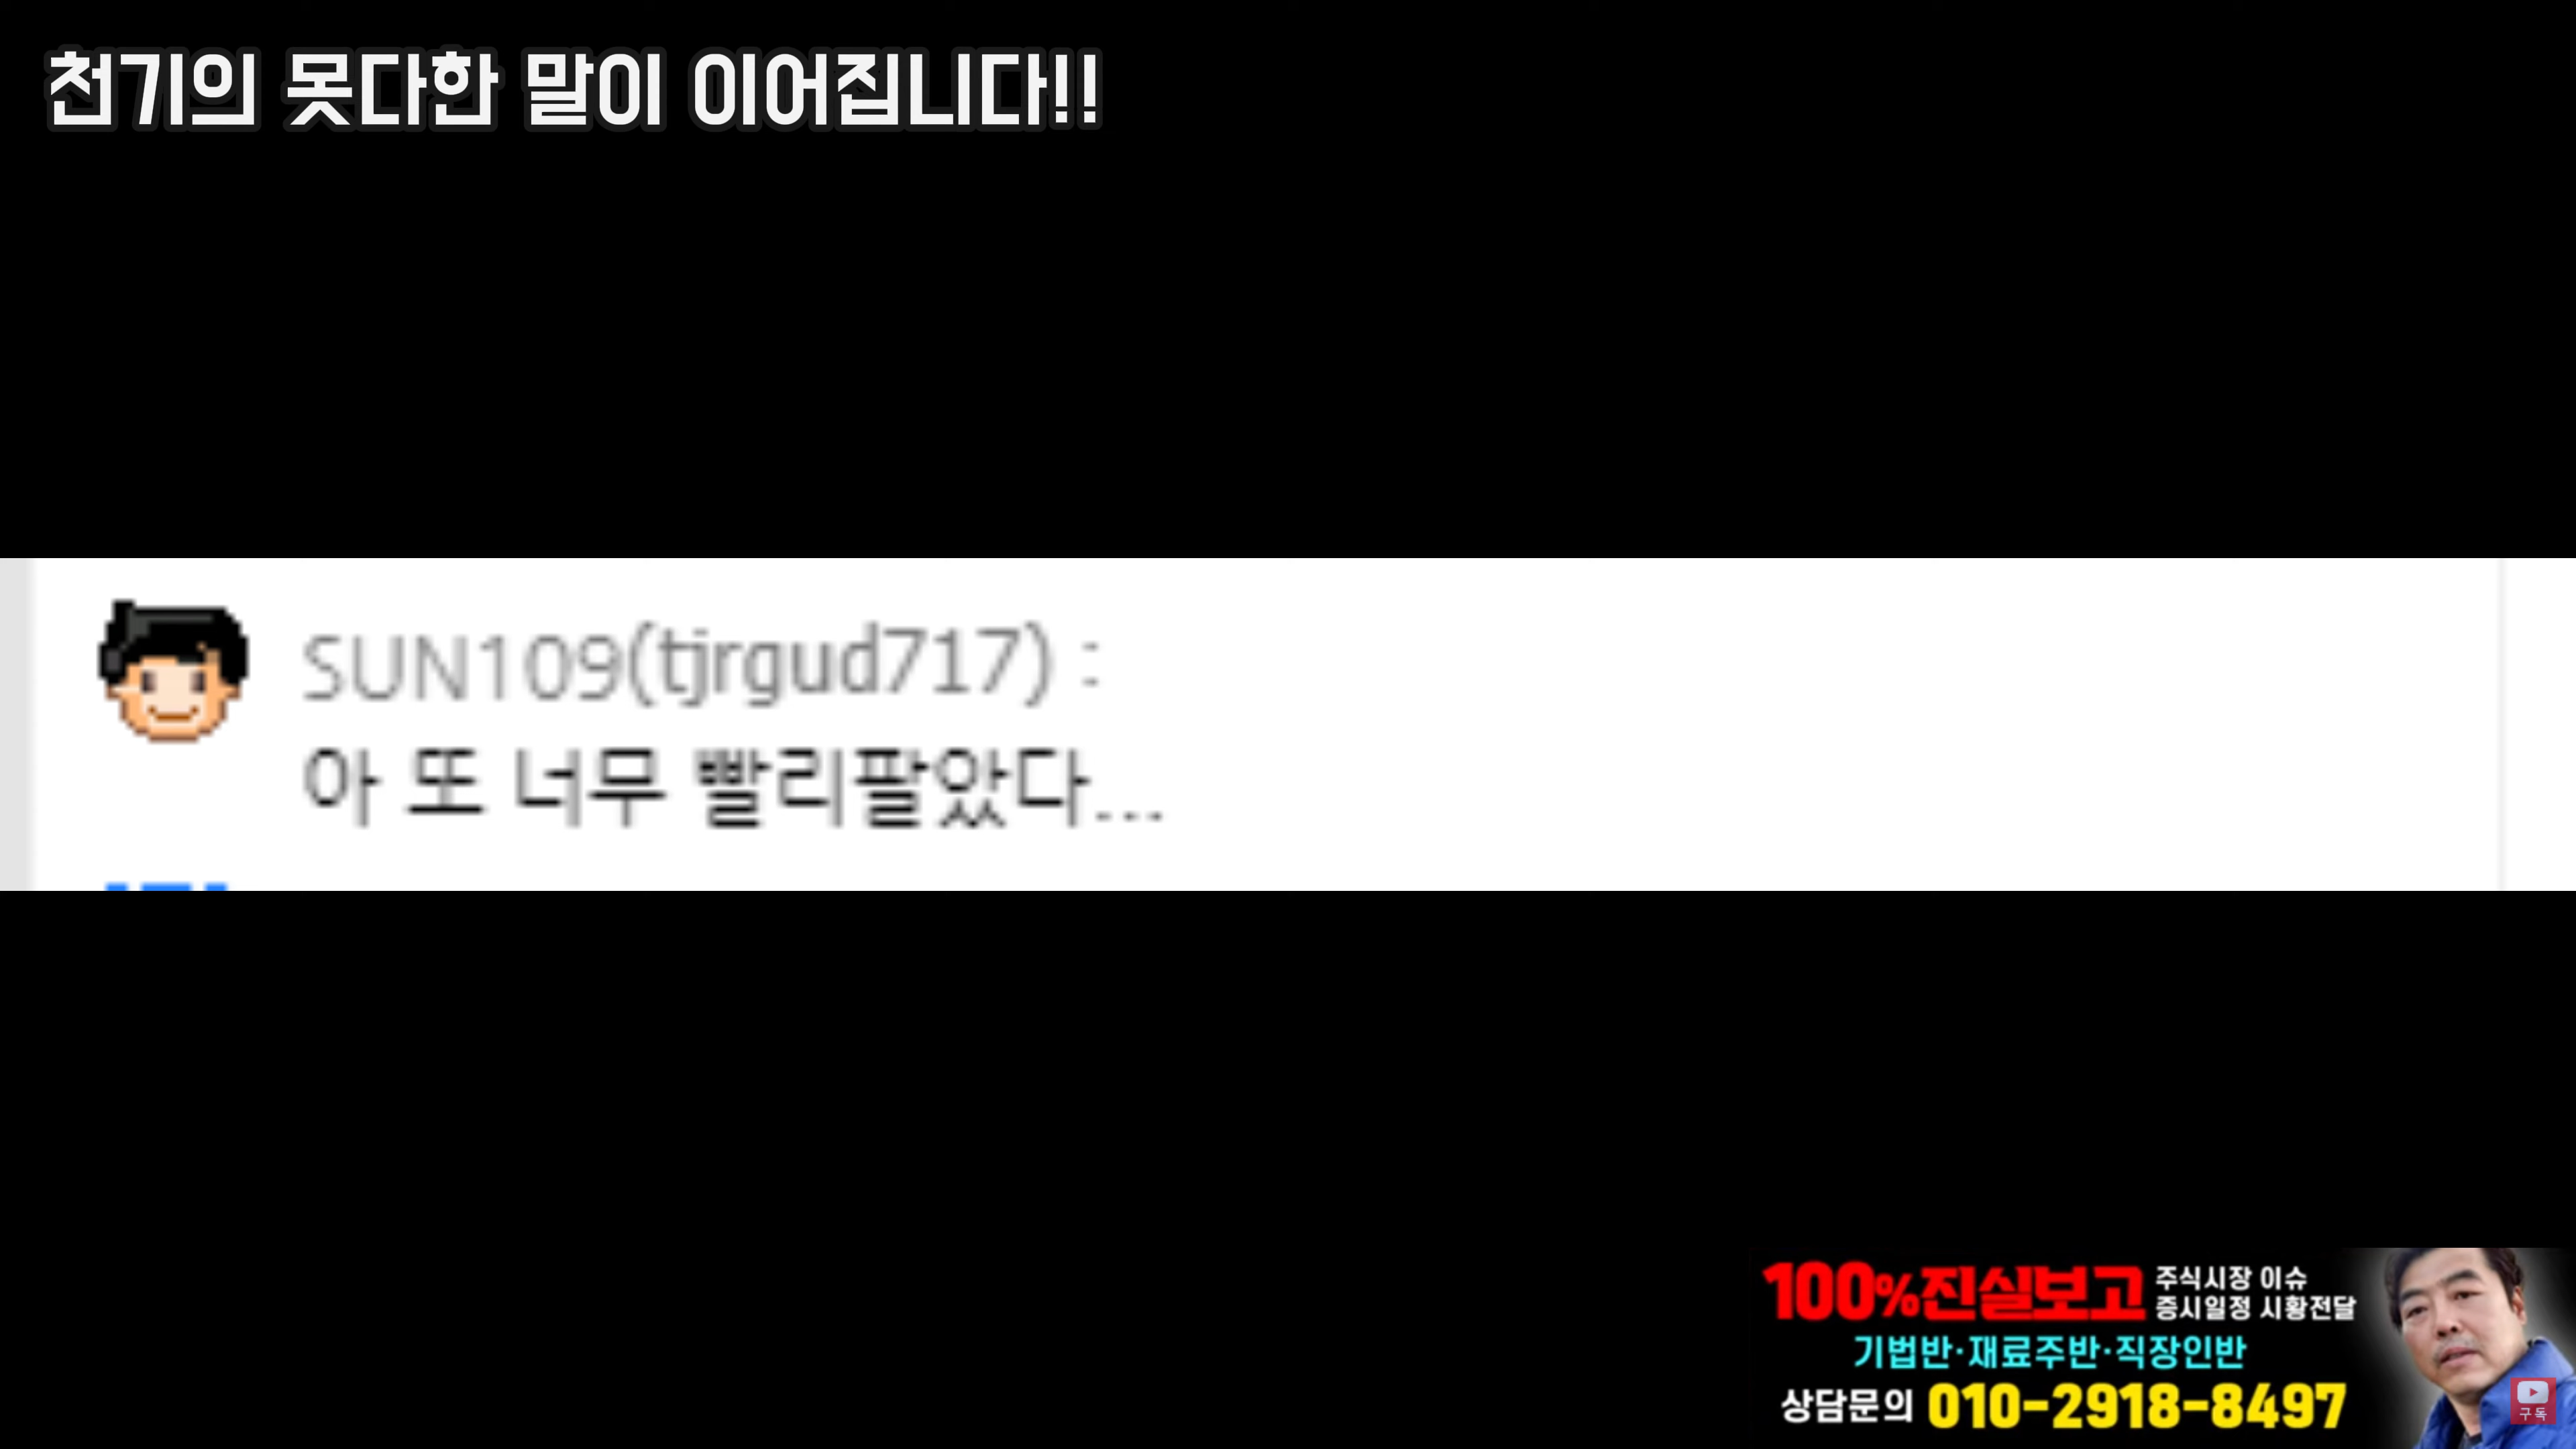 천기의 못다한 말이 이어집니다!!
SUN109(tjrgud717) :
아 또 너무 빨리팔았다...
100%진실보고
주식시장 이슈
증시일정 시황전달
기법반·재료주반·직장인반
상담문의 010-2918-8497
구독